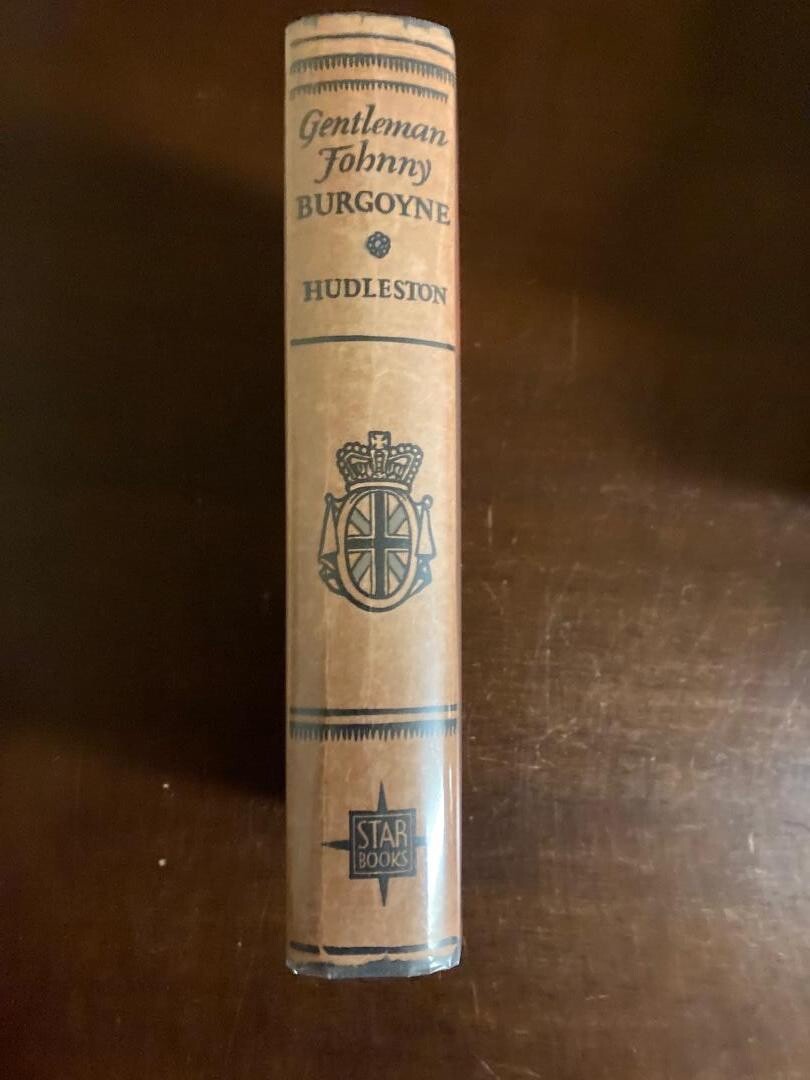 Gentleman
Johnny
BURGOYNE
HUDLESTON
STAR
BOOKS